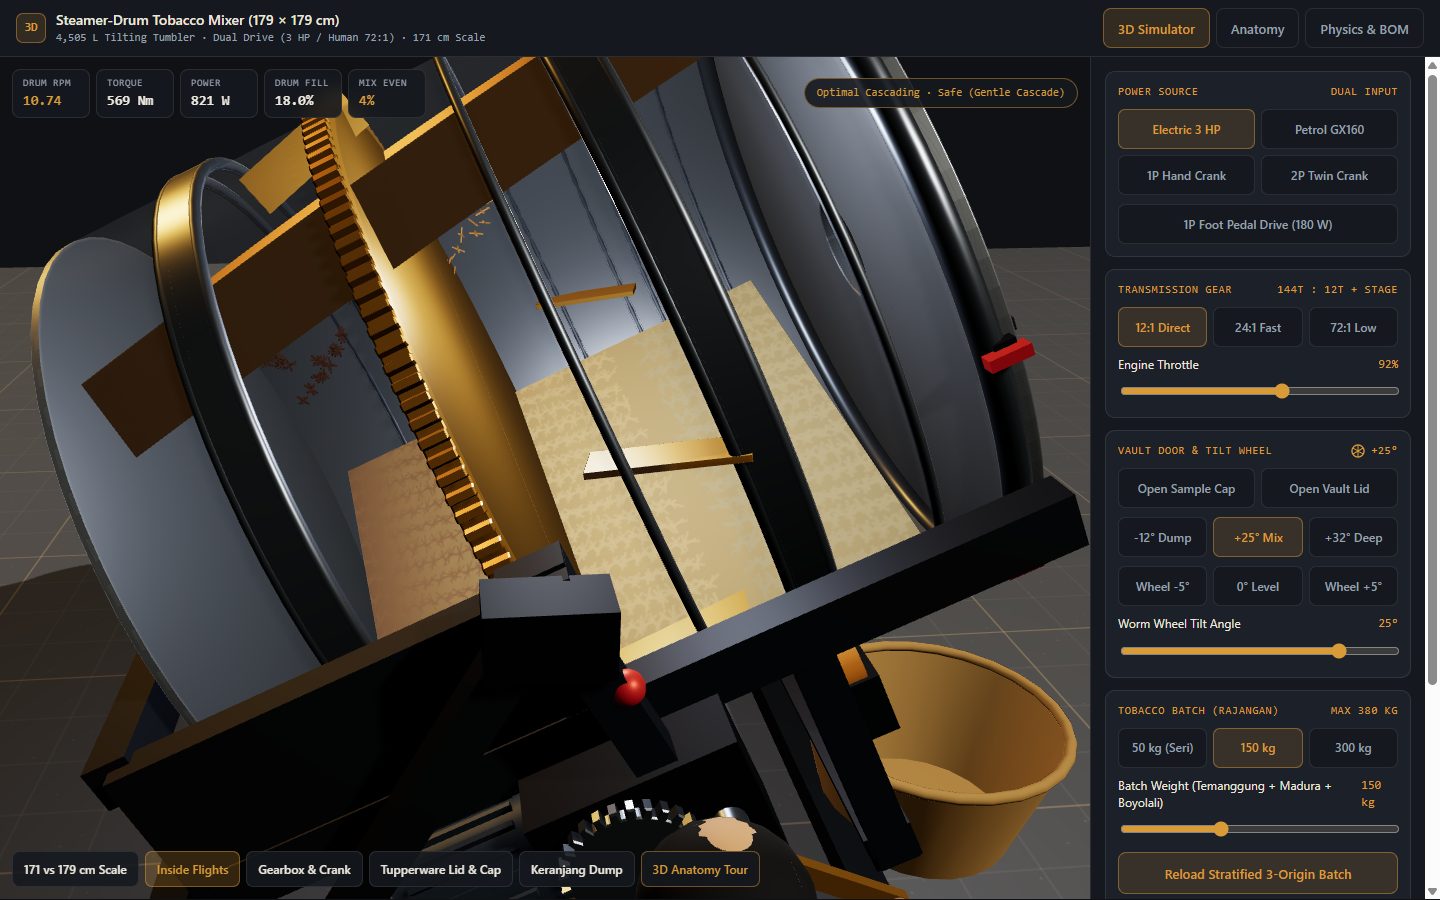 3D
Steamer-Drum Tobacco Mixer (179 × 179 cm)
4,505 L Tilting Tumbler · Dual Drive (3 HP / Human 72:1) · 171 cm Scale
3D Simulator
Anatomy
Physics & BOM
DRUM RPM
10.74
TORQUE
569 Nm
POWER
821 W
DRUM FILL
18.0%
MIX EVEN
4%
Optimal Cascading · Safe (Gentle Cascade)
POWER SOURCE
DUAL INPUT
Electric 3 HP
Petrol GX160
1P Hand Crank
2P Twin Crank
1P Foot Pedal Drive (180 W)
TRANSMISSION GEAR
144T : 12T + STAGE
12:1 Direct
24:1 Fast
72:1 Low
Engine Throttle
92%
VAULT DOOR & TILT WHEEL
+25°
Open Sample Cap
Open Vault Lid
-12° Dump
+25° Mix
+32° Deep
Wheel -5°
0° Level
Wheel +5°
Worm Wheel Tilt Angle
25°
TOBACCO BATCH (RAJANGAN)
MAX 380 KG
50 kg (Seri)
150 kg
300 kg
Batch Weight (Temanggung + Madura +
Boyolali)
150
kg
Reload Stratified 3-Origin Batch
171 vs 179 cm Scale
Inside Flights
Gearbox & Crank
Tupperware Lid & Cap
Keranjang Dump
3D Anatomy Tour